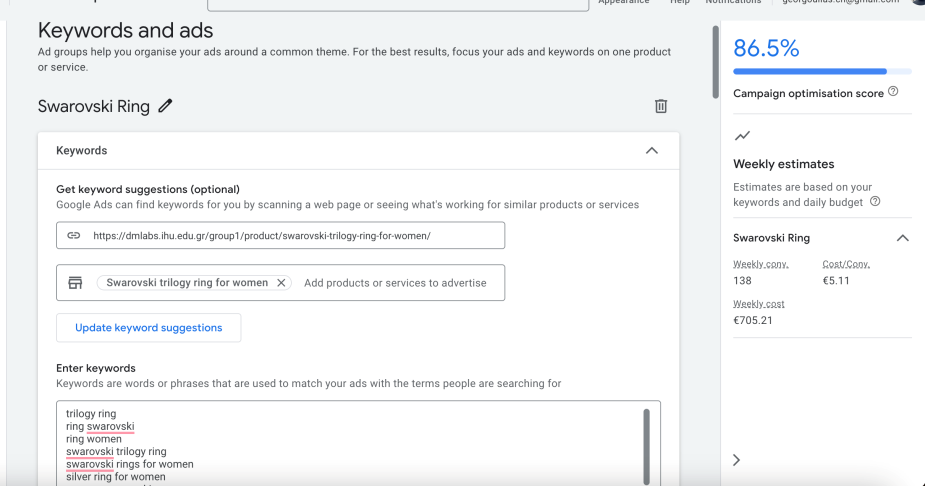 Appearance Help Notifications
Keywords and ads
Ad groups help you organise your ads around a common theme. For the best results, focus your ads and keywords on one product
or service.
Swarovski Ring
Keywords
Get keyword suggestions (optional)
Google Ads can find keywords for you by scanning a web page or seeing what's working for similar products or services
https://dmlabs.ihu.edu.gr/group1/product/swarovski-trilogy-ring-for-women/
Swarovski trilogy ring for women Add products or services to advertise
Update keyword suggestions
Enter keywords
Keywords are words or phrases that are used to match your ads with the terms people are searching for
trilogy ring
ring swarovski
ring women
swarovski trilogy ring
swarovski rings for women
silver ring for women
86.5%
Campaign optimisation score
Weekly estimates
Estimates are based on your
keywords and daily budget
Swarovski Ring
Weekly conv. Cost/Conv.
138 €5.11
Weekly cost
€705.21